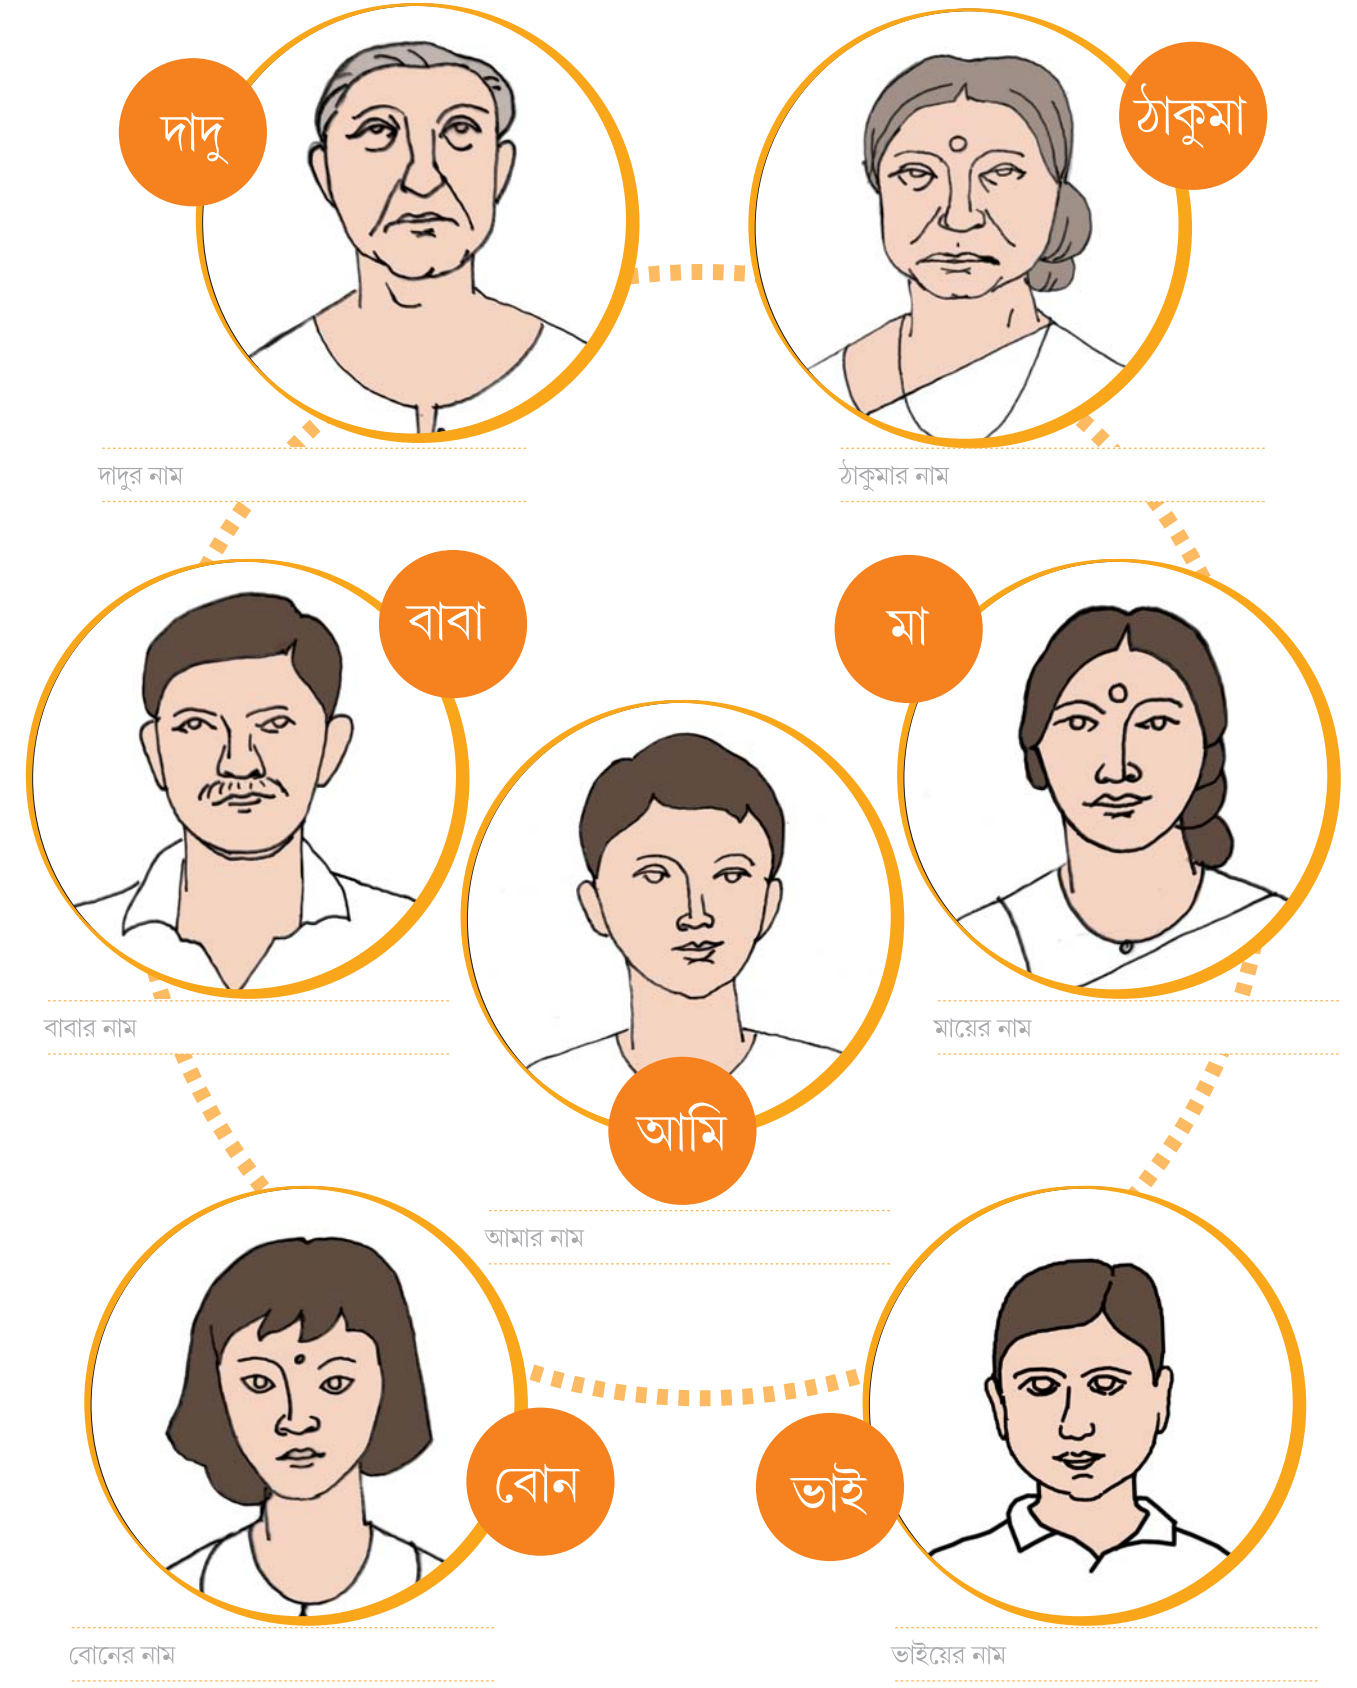 দাদু
ঠাকুমা
দাদুর নাম
ঠাকুমার নাম
বাবা
মা
বাবার নাম
মায়ের নাম
আমি
আমার নাম
বোন
ভাই
বোনের নাম
ভাইয়ের নাম